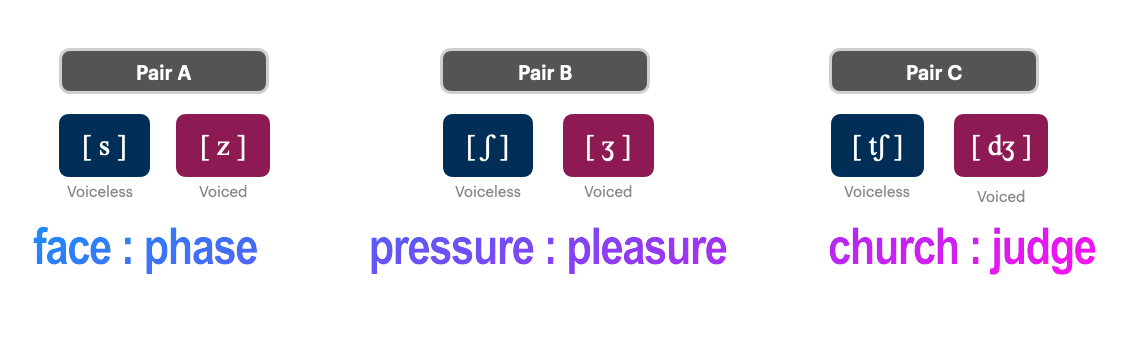 Pair A
Pair B
Pair C
[ s ] [ z ]
[ ʃ ] [ ʒ ]
[ tʃ ] [ dʒ ]
Voiceless Voiced
Voiceless Voiced
Voiceless Voiced
face : phase
pressure : pleasure
church : judge